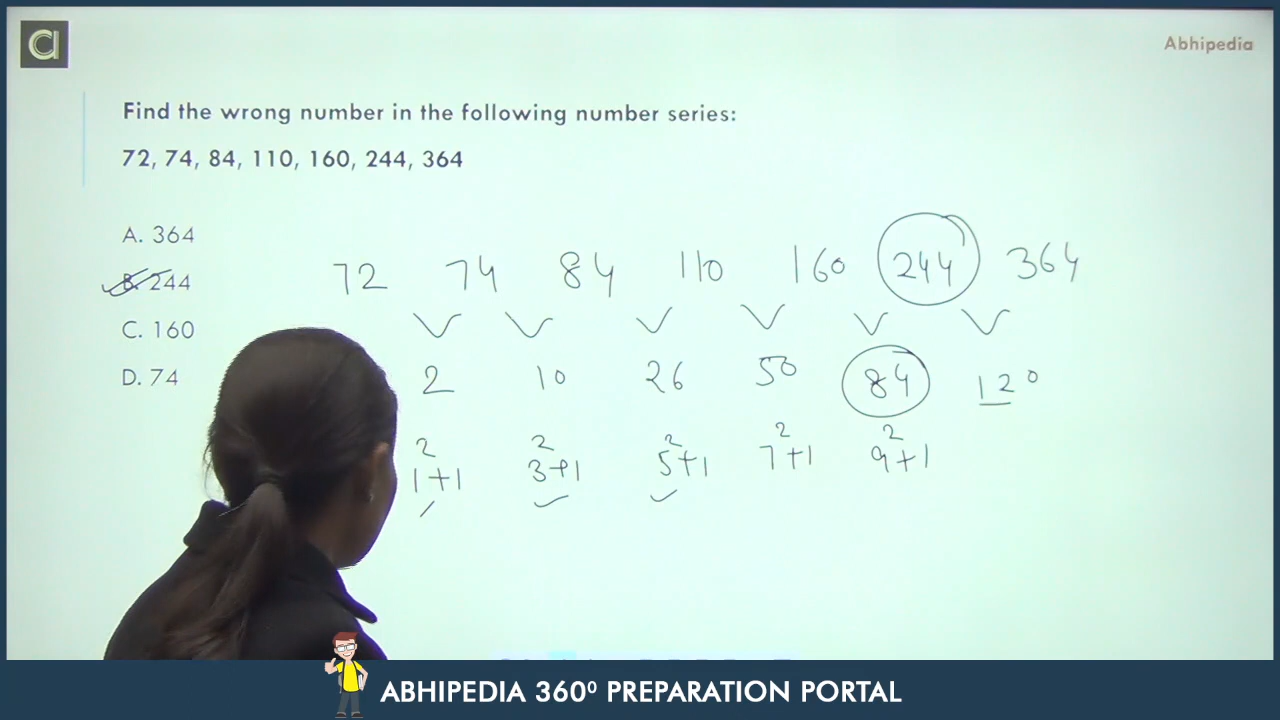 Abhipedia
Find the wrong number in the following number series:
72, 74, 84, 110, 160, 244, 364
A. 364
B. 244
C. 160
D. 74
72 74 84 110 160 244 364
2 10 26 50 84 120
1²+1 3²+1 5²+1 7²+1 9²+1
ABHIPEDIA 360⁰ PREPARATION PORTAL